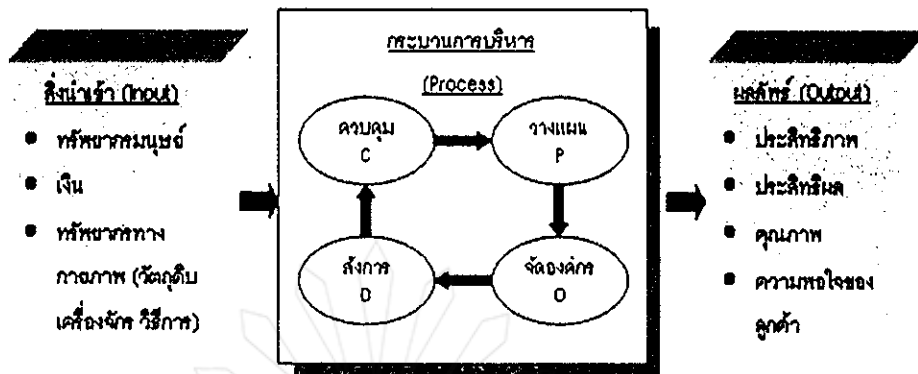 กระบวนการบริหาร
(Process)
สิ่งนำเข้า (Input)
ทรัพยากรมนุษย์
เงิน
ทรัพยากรทาง
กายภาพ (วัตถุดิบ
เครื่องจักร วิธีการ)
ควบคุม
C
วางแผน
P
สั่งการ
D
จัดองค์กร
O
ผลลัพธ์ (Output)
ประสิทธิภาพ
ประสิทธิผล
คุณภาพ
ความพอใจของ
ลูกค้า